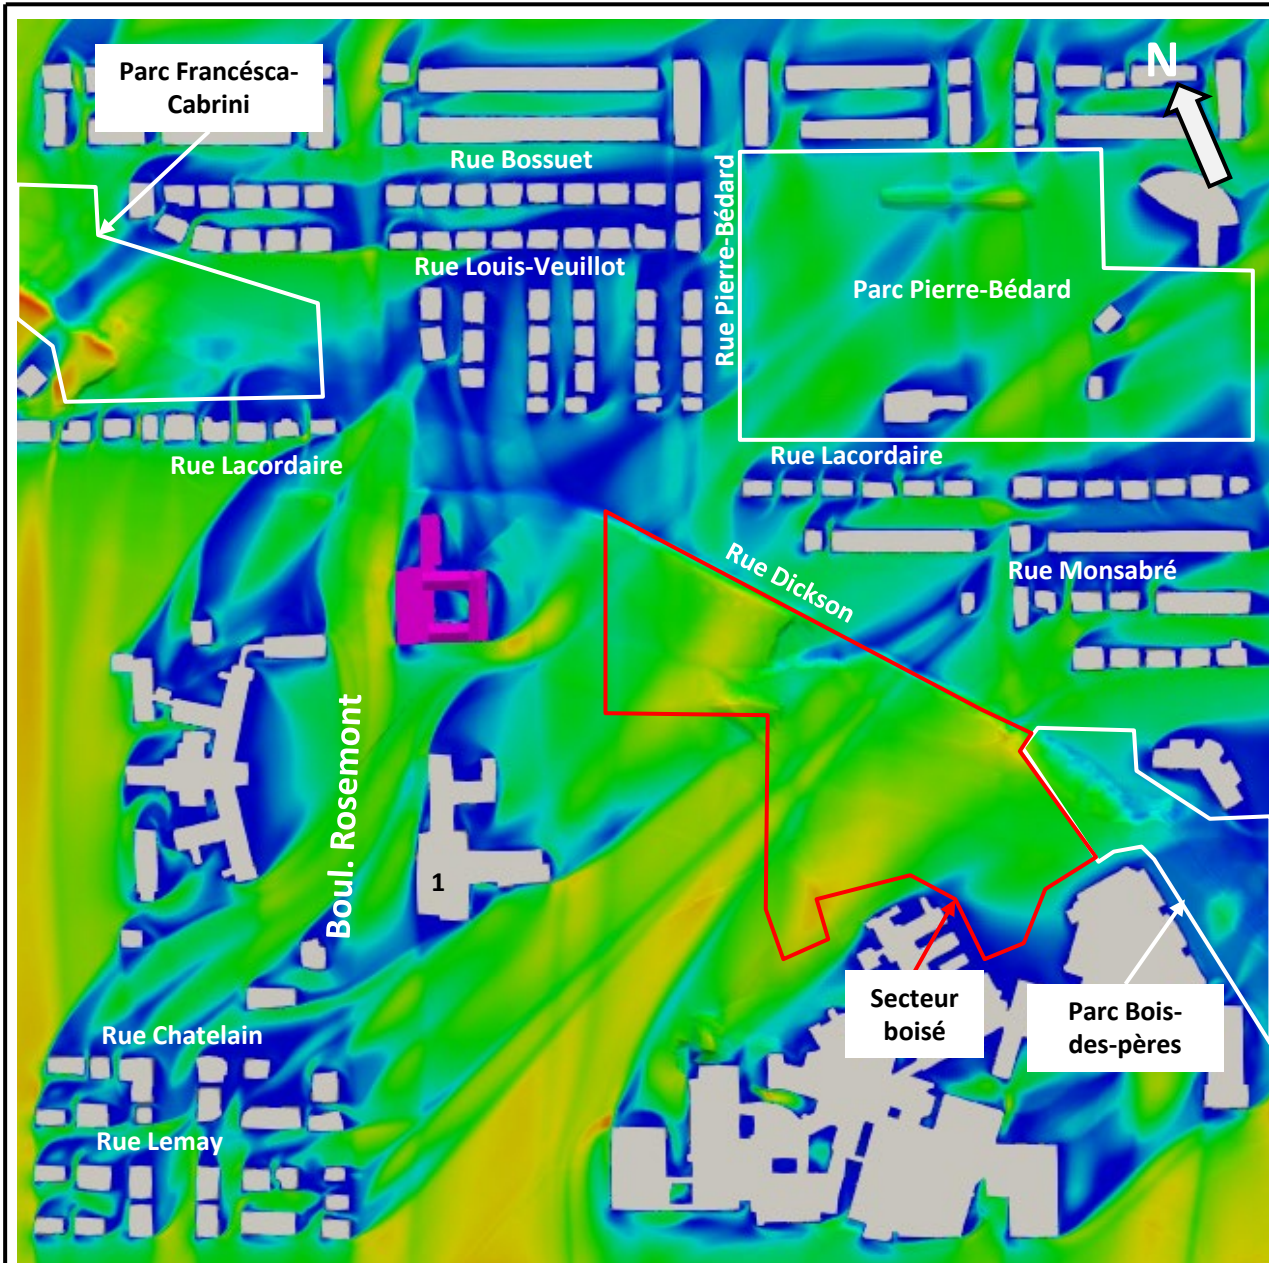 Parc Francésca-
Cabrini
N
Rue Bossuet
Rue Pierre-Bédard
Rue Louis-Veuillot
Parc Pierre-Bédard
Rue Lacordaire
Rue Lacordaire
Rue Dickson
Rue Monsabré
Boul. Rosemont
1
Secteur
boisé
Parc Bois-
des-pères
Rue Chatelain
Rue Lemay